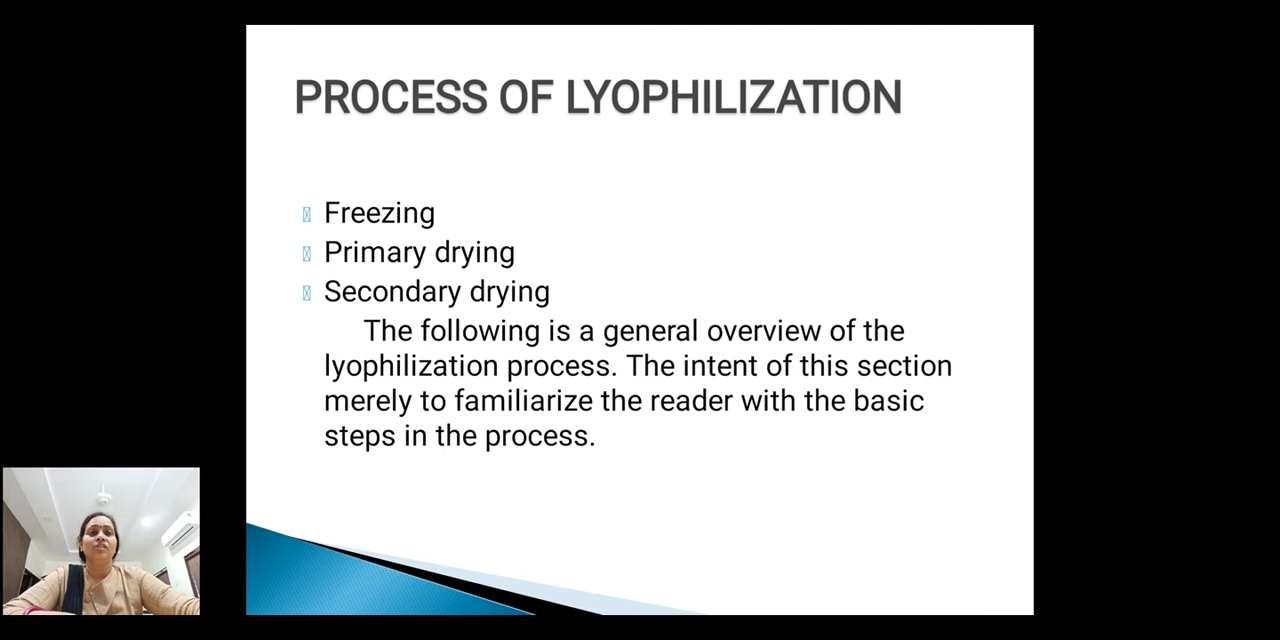 PROCESS OF LYOPHILIZATION
Freezing
Primary drying
Secondary drying
The following is a general overview of the
lyophilization process. The intent of this section
merely to familiarize the reader with the basic
steps in the process.